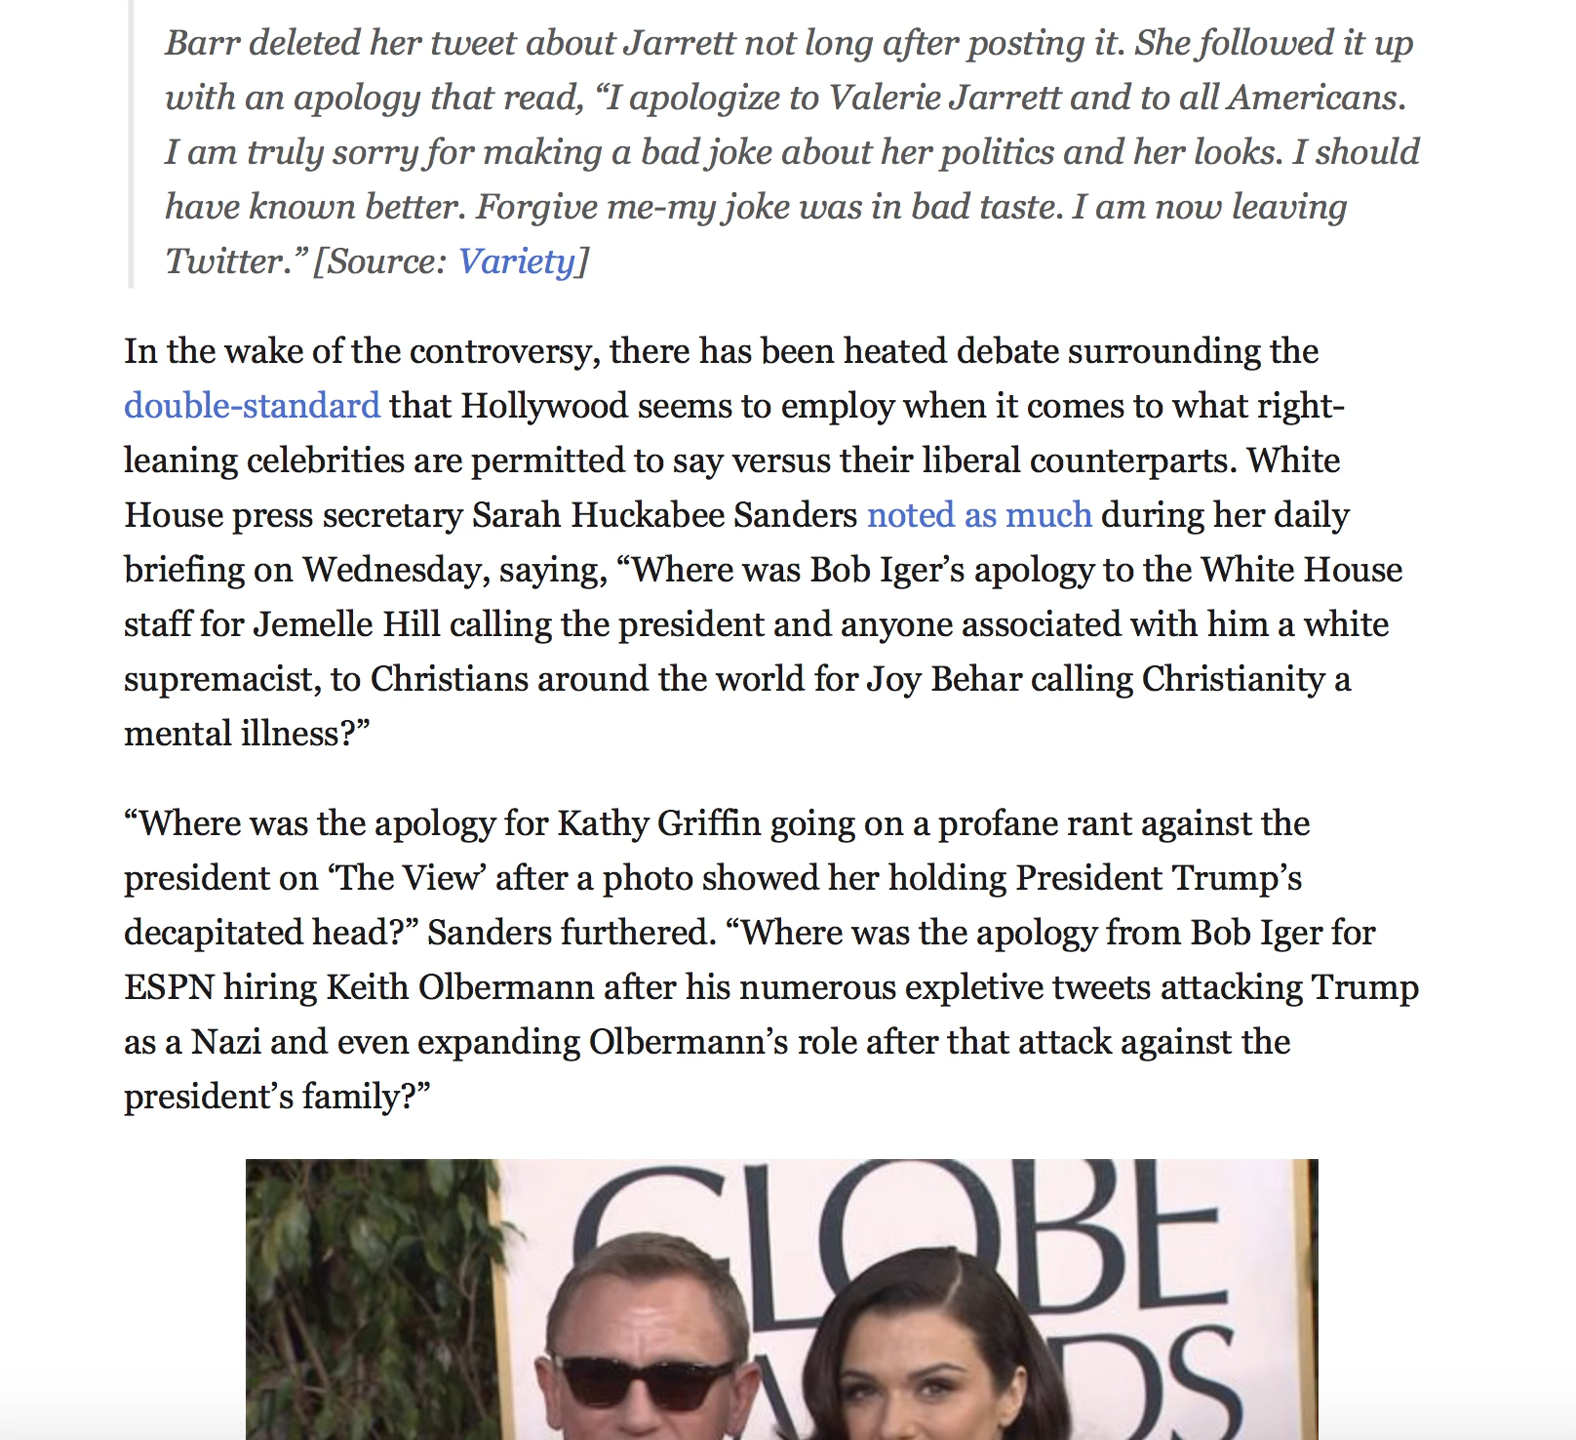 Barr deleted her tweet about Jarrett not long after posting it. She followed it up
with an apology that read, “I apologize to Valerie Jarrett and to all Americans.
I am truly sorry for making a bad joke about her politics and her looks. I should
have known better. Forgive me-my joke was in bad taste. I am now leaving
Twitter.” [Source: Variety]
In the wake of the controversy, there has been heated debate surrounding the
double-standard that Hollywood seems to employ when it comes to what right-
leaning celebrities are permitted to say versus their liberal counterparts. White
House press secretary Sarah Huckabee Sanders noted as much during her daily
briefing on Wednesday, saying, “Where was Bob Iger’s apology to the White House
staff for Jemelle Hill calling the president and anyone associated with him a white
supremacist, to Christians around the world for Joy Behar calling Christianity a
mental illness?”
“Where was the apology for Kathy Griffin going on a profane rant against the
president on ‘The View’ after a photo showed her holding President Trump’s
decapitated head?” Sanders furthered. “Where was the apology from Bob Iger for
ESPN hiring Keith Olbermann after his numerous expletive tweets attacking Trump
as a Nazi and even expanding Olbermann’s role after that attack against the
president’s family?”
GLOBE